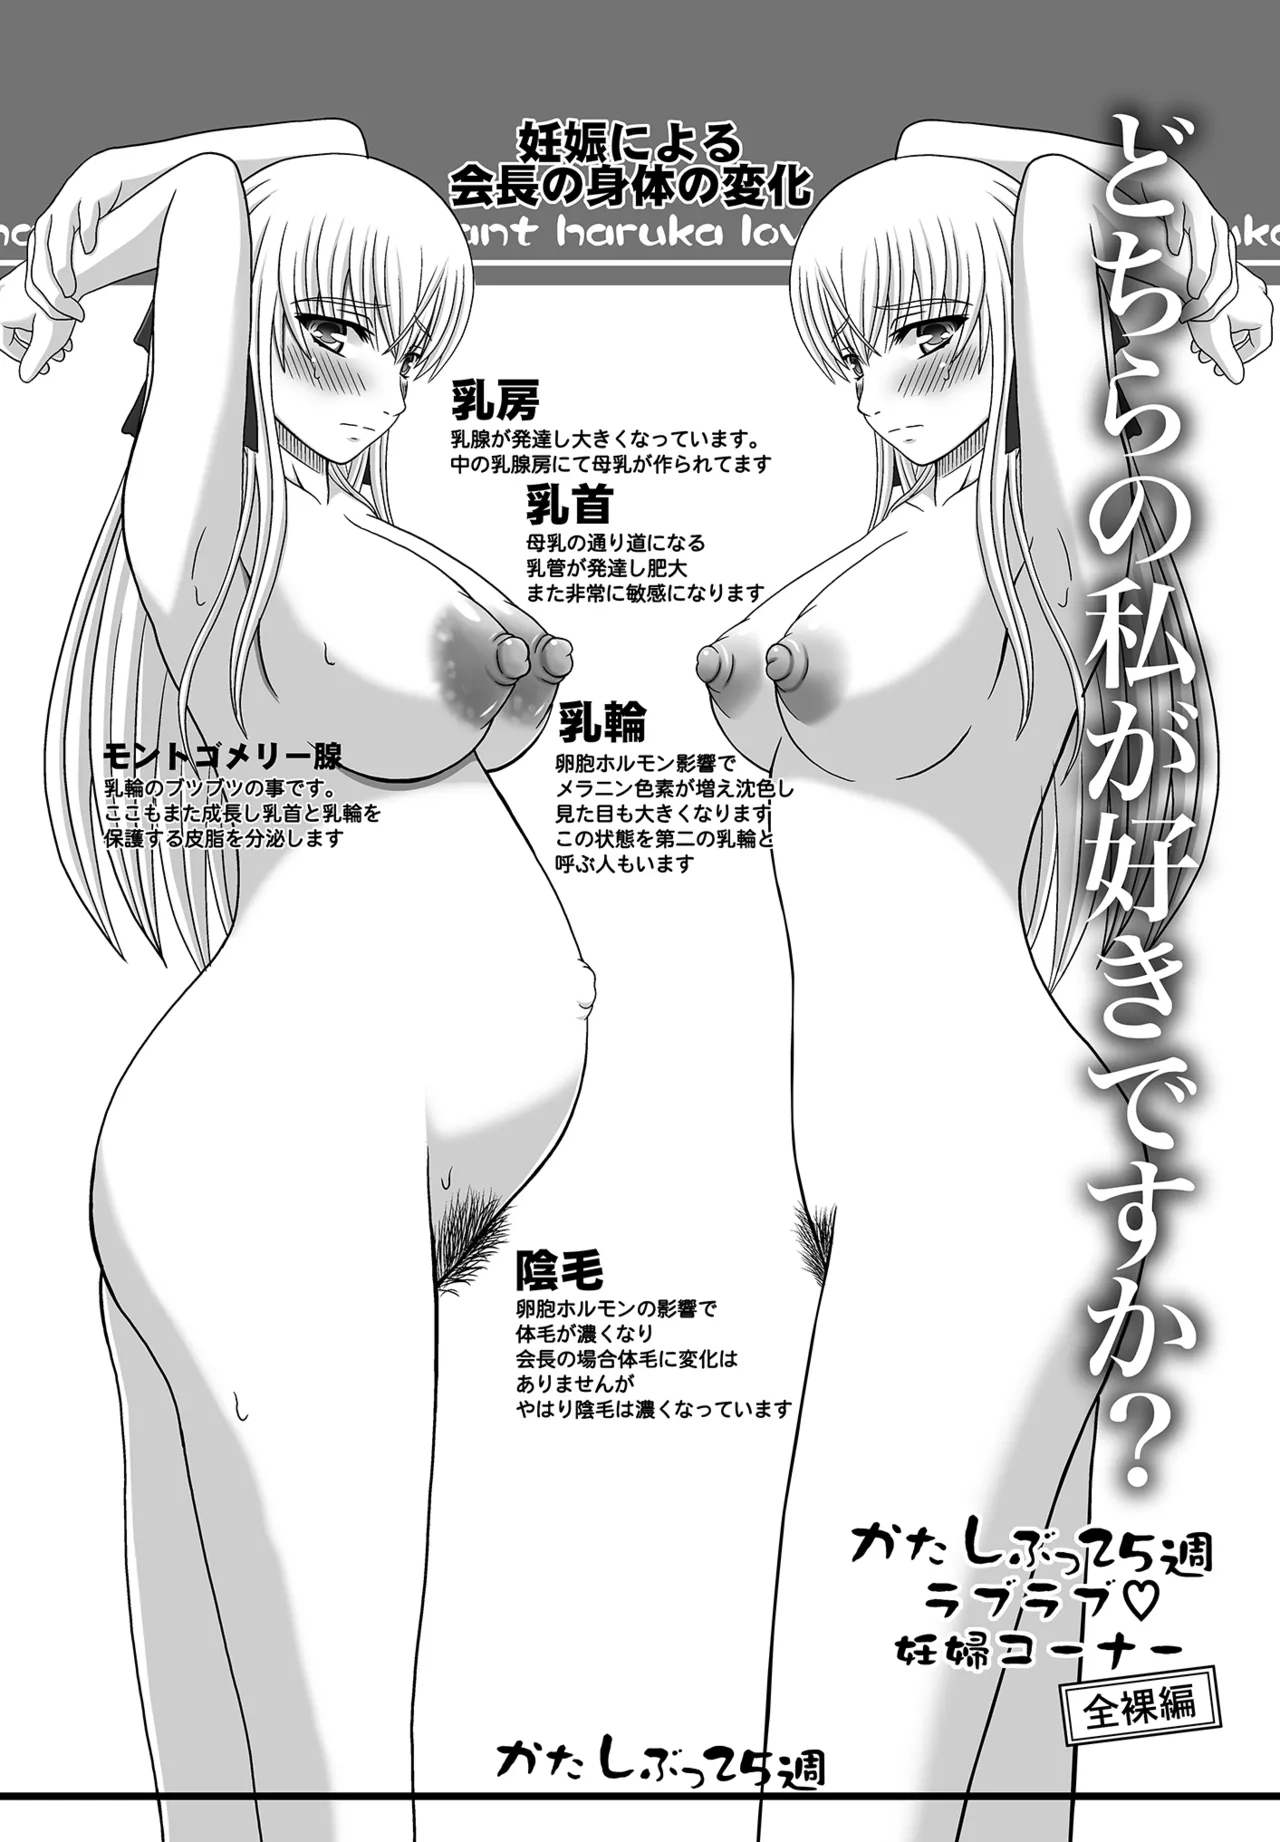 どちらの私が好きですか？
妊娠による
会長の身体の変化
ant haruka lov
乳房
乳腺が発達し大きくなっています。
中の乳腺房にて母乳が作られてます
乳首
母乳の通り道になる
乳管が発達し肥大
また非常に敏感になります
乳輪
卵胞ホルモン影響で
メラニン色素が増え沈色し
見た目も大きくなります
この状態を第二の乳輪と
呼ぶ人もいます
モントゴメリー腺
乳輪のブツブツの事です。
ここもまた成長し乳首と乳輪を
保護する皮脂を分泌します
陰毛
卵胞ホルモンの影響で
体毛が濃くなり
会長の場合体毛に変化は
ありませんが
やはり陰毛は濃くなっています
かたしぶっ25週
ラブラブ♡
妊婦コーナー
全裸編
かたしぶっ25週